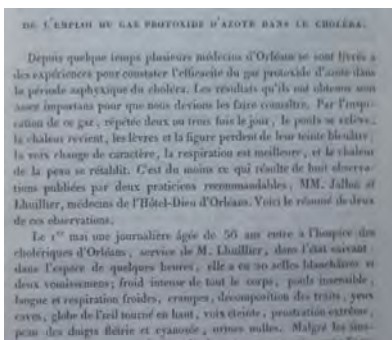 DE L'EMPLOI DU GAZ PROTOXIDE D'AZOTE DANS LE CHOLÉRA.
Depuis quelque temps plusieurs médecins d'Orléans se sont livrés à
des expériences pour constater l'efficacité du gaz protoxide d'azote dans
la période asphyxique du choléra. Les résultats qu'ils ont obtenus sont
assez importans pour que nous devions les faire connaître. Par l'inspi-
ration de ce gaz, répétée deux ou trois fois le jour, le pouls se relève,
la chaleur revient, les lèvres et la figure perdent de leur teinte bleuâtre,
la voix change de caractère, la respiration est meilleure, et la chaleur
de la peau se rétablit. C'est du moins ce qui résulte de huit observa-
tions publiées par deux praticiens recommandables, MM. Jallon et
Lhuillier, médecins de l'Hôtel-Dieu d'Orléans. Voici le résumé de deux
de ces observations.
Le 1er mai une journalière âgée de 56 ans entre à l'hospice des
cholériques d'Orléans, service de M. Lhuillier, dans l'état suivant :
dans l'espace de quelques heures, elle a eu 20 selles blanchâtres et
deux vomissemens; froid intense de tout le corps, pouls insensible,
langue et respiration froides, crampes, décomposition des traits, yeux
caves, globe de l'œil tourné en haut, voix éteinte, prostration extrême,
peau des doigts flétrie et cyanosée, urines nulles. Malgré les